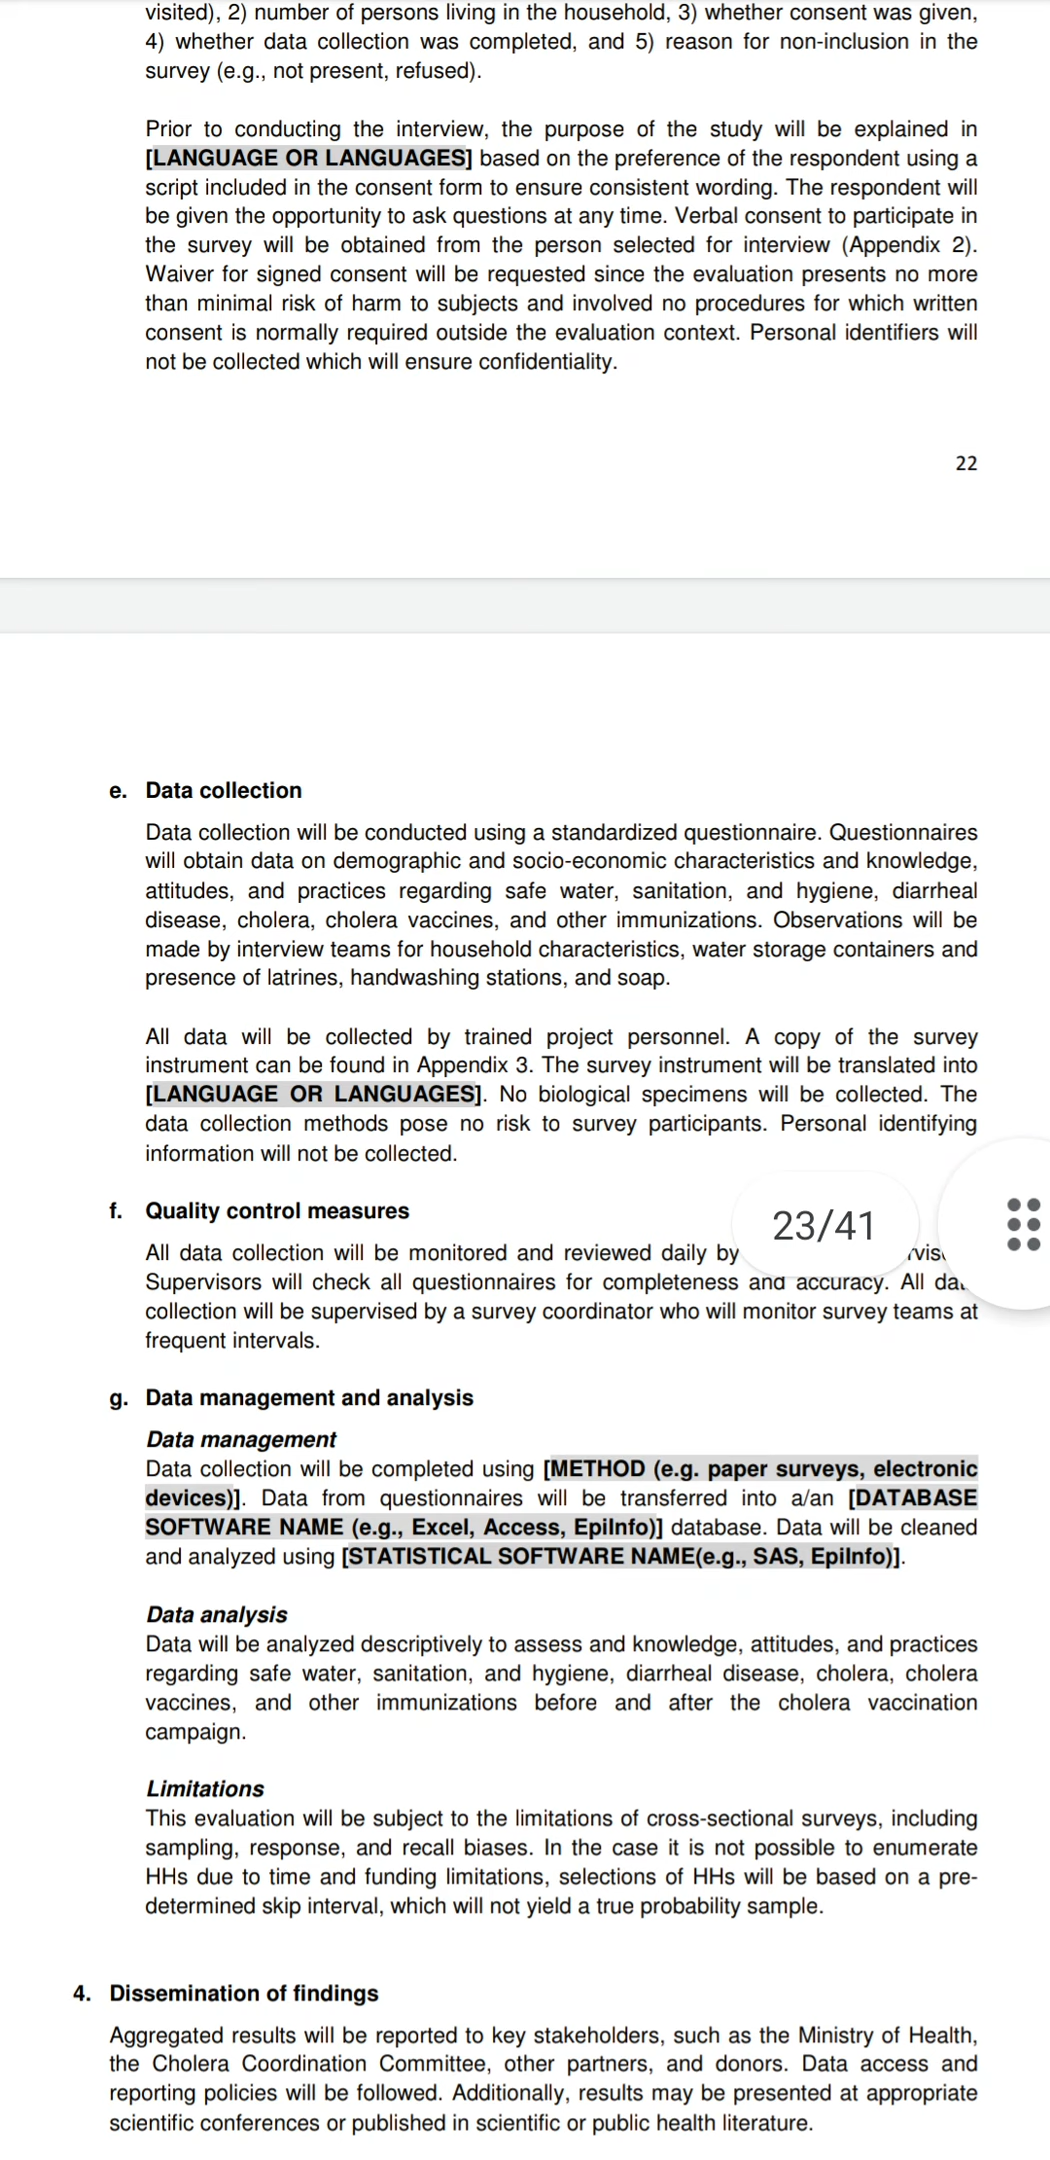 visited), 2) number of persons living in the household, 3) whether consent was given,
4) whether data collection was completed, and 5) reason for non-inclusion in the
survey (e.g., not present, refused).
Prior to conducting the interview, the purpose of the study will be explained in
[LANGUAGE OR LANGUAGES] based on the preference of the respondent using a
script included in the consent form to ensure consistent wording. The respondent will
be given the opportunity to ask questions at any time. Verbal consent to participate in
the survey will be obtained from the person selected for interview (Appendix 2).
Waiver for signed consent will be requested since the evaluation presents no more
than minimal risk of harm to subjects and involved no procedures for which written
consent is normally required outside the evaluation context. Personal identifiers will
not be collected which will ensure confidentiality.
22
e. Data collection
Data collection will be conducted using a standardized questionnaire. Questionnaires
will obtain data on demographic and socio-economic characteristics and knowledge,
attitudes, and practices regarding safe water, sanitation, and hygiene, diarrheal
disease, cholera, cholera vaccines, and other immunizations. Observations will be
made by interview teams for household characteristics, water storage containers and
presence of latrines, handwashing stations, and soap.
All data will be collected by trained project personnel. A copy of the survey
instrument can be found in Appendix 3. The survey instrument will be translated into
[LANGUAGE OR LANGUAGES]. No biological specimens will be collected. The
data collection methods pose no risk to survey participants. Personal identifying
information will not be collected.
f. Quality control measures
23/41
All data collection will be monitored and reviewed daily by
Supervisors will check all questionnaires for completeness and accuracy. All
collection will be supervised by a survey coordinator who will monitor survey teams at
frequent intervals.
g. Data management and analysis
Data management
Data collection will be completed using [METHOD (e.g. paper surveys, electronic
devices)]. Data from questionnaires will be transferred into a/an [DATABASE
SOFTWARE NAME (e.g., Excel, Access, EpiInfo)] database. Data will be cleaned
and analyzed using [STATISTICAL SOFTWARE NAME(e.g., SAS, EpiInfo)].
Data analysis
Data will be analyzed descriptively to assess and knowledge, attitudes, and practices
regarding safe water, sanitation, and hygiene, diarrheal disease, cholera, cholera
vaccines, and other immunizations before and after the cholera vaccination
campaign.
Limitations
This evaluation will be subject to the limitations of cross-sectional surveys, including
sampling, response, and recall biases. In the case it is not possible to enumerate
HHs due to time and funding limitations, selections of HHs will be based on a pre-
determined skip interval, which will not yield a true probability sample.
4. Dissemination of findings
Aggregated results will be reported to key stakeholders, such as the Ministry of Health,
the Cholera Coordination Committee, other partners, and donors. Data access and
reporting policies will be followed. Additionally, results may be presented at appropriate
scientific conferences or published in scientific or public health literature.